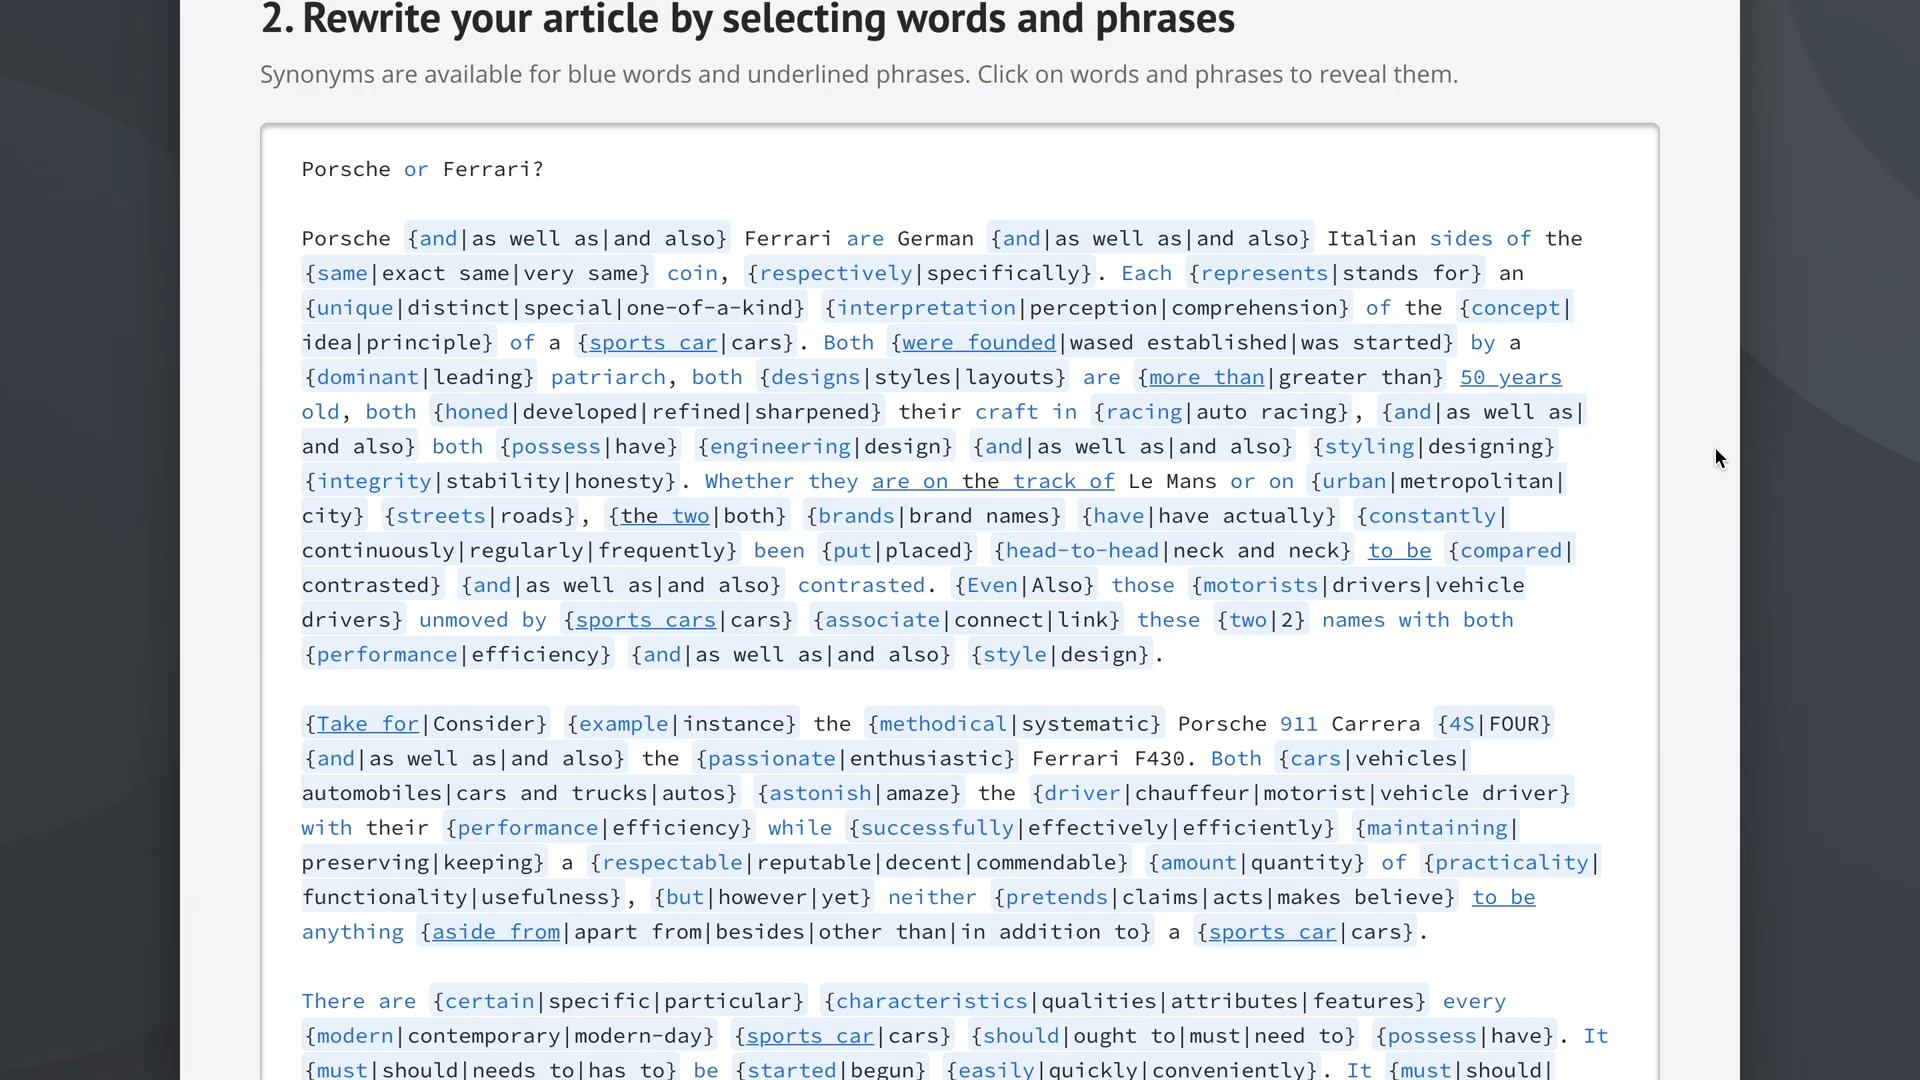 2. Rewrite your article by selecting words and phrases
Synonyms are available for blue words and underlined phrases. Click on words and phrases to reveal them.
Porsche or Ferrari?
Porsche {and|as well as|and also} Ferrari are German {and|as well as|and also} Italian sides of the
{same|exact same|very same} coin, {respectively|specifically}. Each {represents|stands for} an
{unique|distinct|special|one-of-a-kind} {interpretation|perception|comprehension} of the {concept|
idea|principle} of a {sports car|cars}. Both {were founded|wased established|was started} by a
{dominant|leading} patriarch, both {designs|styles|layouts} are {more than|greater than} 50 years
old, both {honed|developed|refined|sharpened} their craft in {racing|auto racing}, {and|as well as|
and also} both {possess|have} {engineering|design} {and|as well as|and also} {styling|designing}
{integrity|stability|honesty}. Whether they are on the track of Le Mans or on {urban|metropolitan|
city} {streets|roads}, {the two|both} {brands|brand names} {have|have actually} {constantly|
continuously|regularly|frequently} been {put|placed} {head-to-head|neck and neck} to be {compared|
contrasted} {and|as well as|and also} contrasted. {Even|Also} those {motorists|drivers|vehicle
drivers} unmoved by {sports cars|cars} {associate|connect|link} these {two|2} names with both
{performance|efficiency} {and|as well as|and also} {style|design}.
{Take for|Consider} {example|instance} the {methodical|systematic} Porsche 911 Carrera {4S|FOUR}
{and|as well as|and also} the {passionate|enthusiastic} Ferrari F430. Both {cars|vehicles|
automobiles|cars and trucks|autos} {astonish|amaze} the {driver|chauffeur|motorist|vehicle driver}
with their {performance|efficiency} while {successfully|effectively|efficiently} {maintaining|
preserving|keeping} a {respectable|reputable|decent|commendable} {amount|quantity} of {practicality|
functionality|usefulness}, {but|however|yet} neither {pretends|claims|acts|makes believe} to be
anything {aside from|apart from|besides|other than|in addition to} a {sports car|cars}.
There are {certain|specific|particular} {characteristics|qualities|attributes|features} every
{modern|contemporary|modern-day} {sports car|cars} {should|ought to|must|need to} {possess|have}. It
{must|should|needs to|has to} be {started|begun} {easily|quickly|conveniently}. It {must|should|